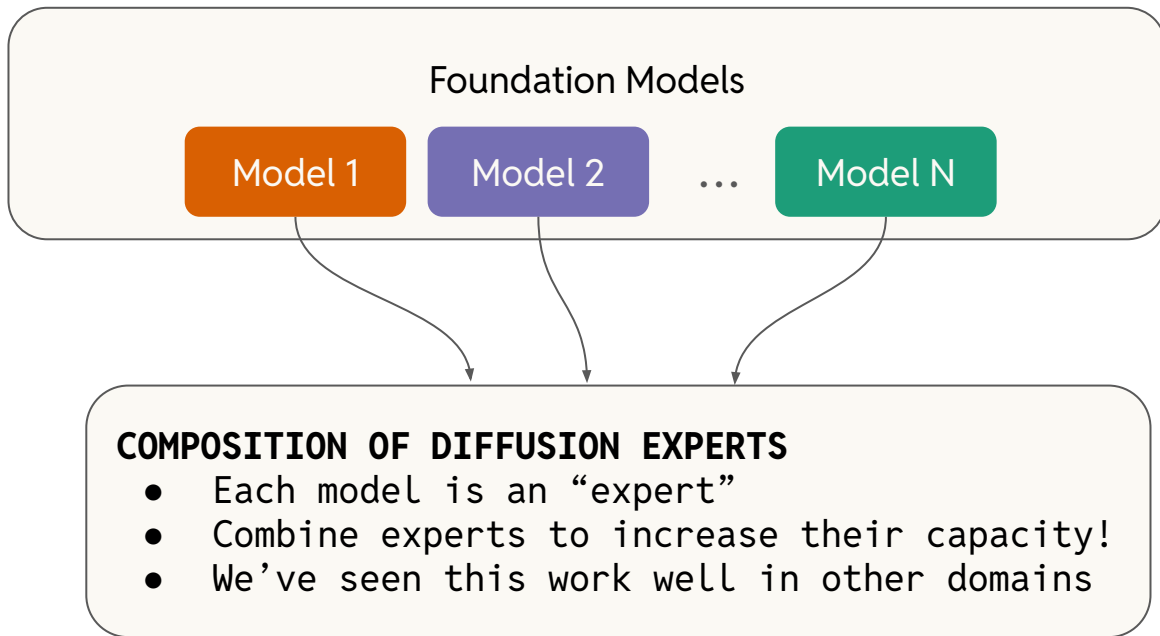 Foundation Models
Model 1 Model 2 ... Model N
COMPOSITION OF DIFFUSION EXPERTS
● Each model is an “expert”
● Combine experts to increase their capacity!
● We’ve seen this work well in other domains